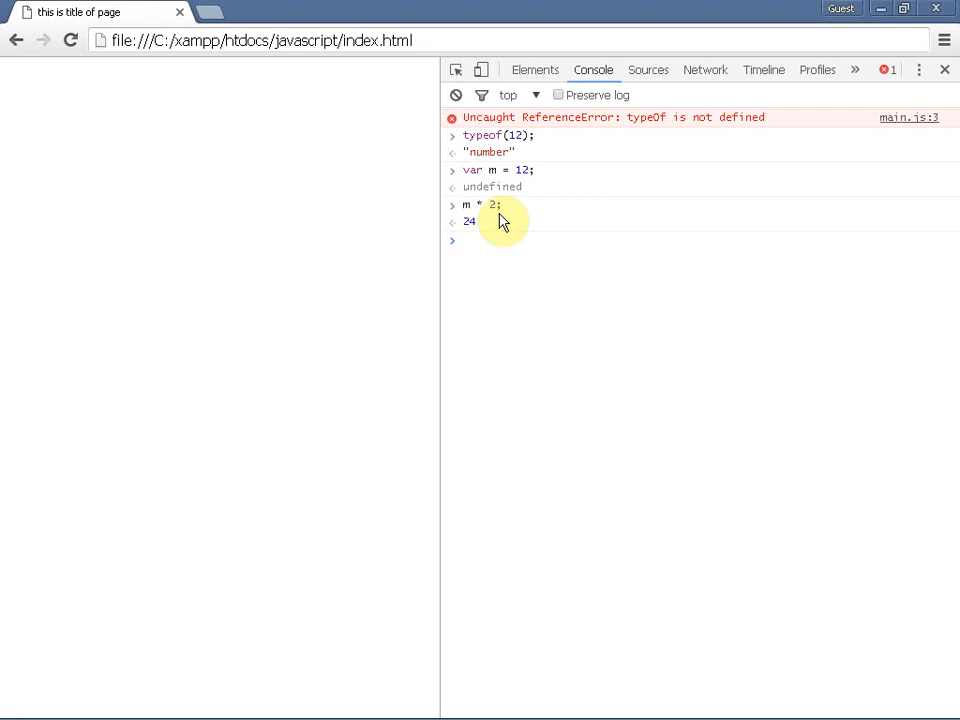 this is title of page
Guest
file:///C:/xampp/htdocs/javascript/index.html
Elements Console Sources Network Timeline Profiles » 1
top Preserve log
Uncaught ReferenceError: typeOf is not defined main.js:3
typeof(12);
"number"
var m = 12;
undefined
m * 2;
24